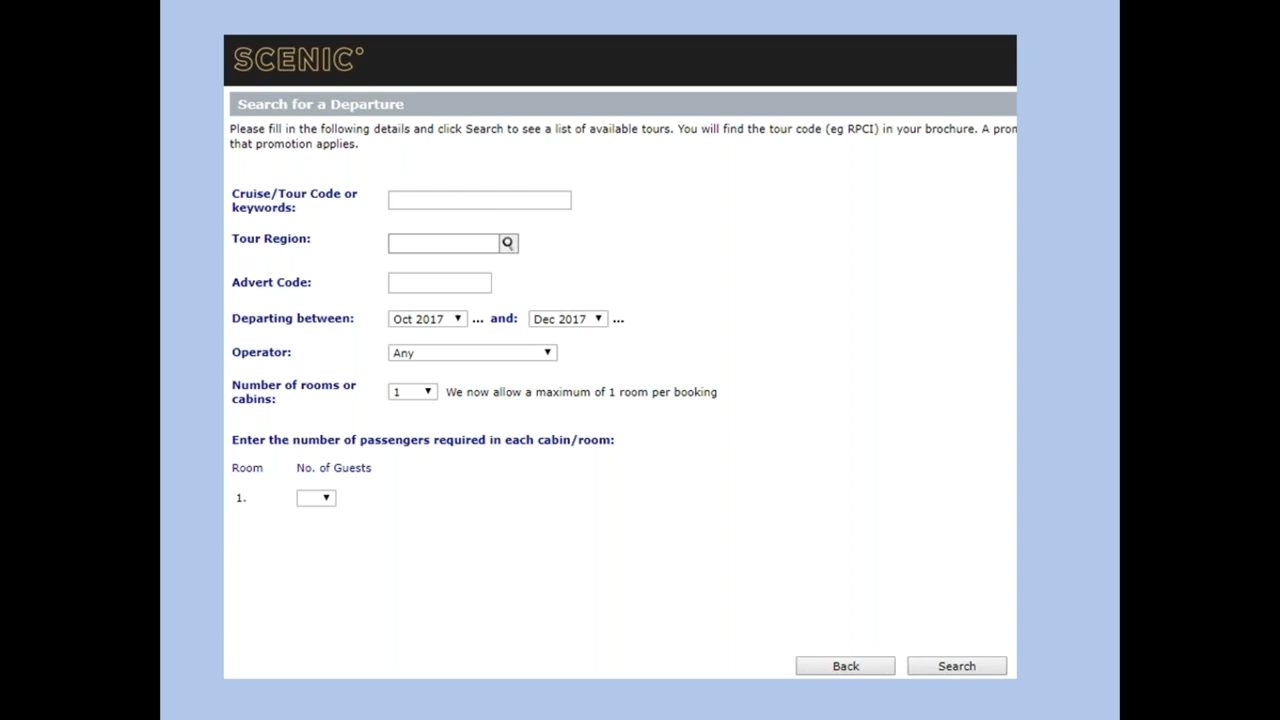 SCENIC°
Search for a Departure
Please fill in the following details and click Search to see a list of available tours. You will find the tour code (eg RPCI) in your brochure. A
that promotion applies.
Cruise/Tour Code or
keywords:
Tour Region:
Advert Code:
Departing between: Oct 2017 ... and: Dec 2017 ...
Operator: Any
Number of rooms or
cabins: 1 We now allow a maximum of 1 room per booking
Enter the number of passengers required in each cabin/room:
Room No. of Guests
1.
Back Search